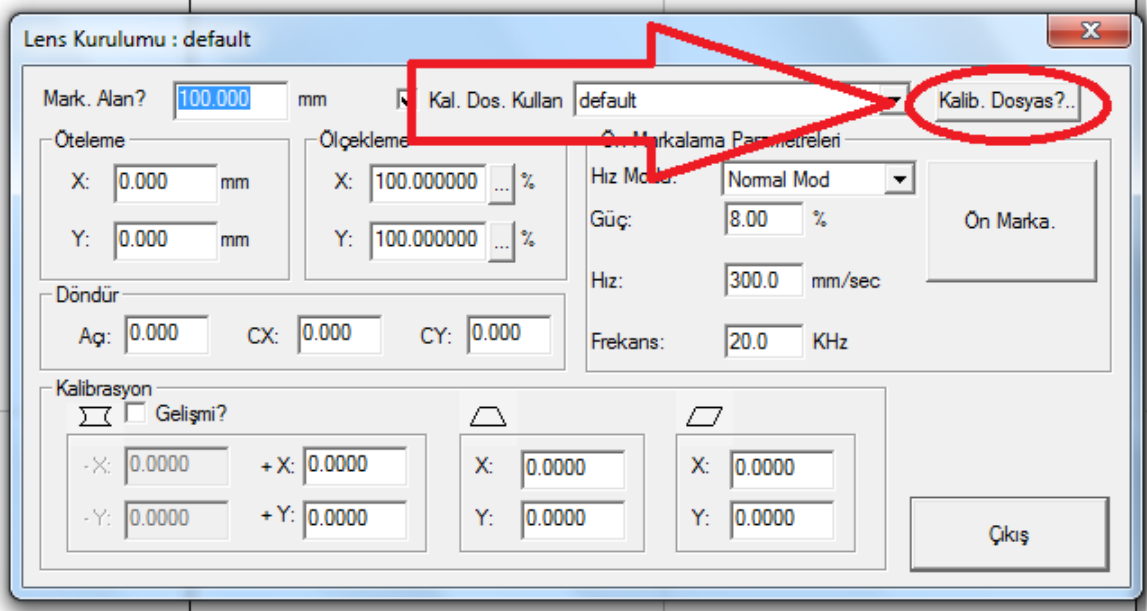 Lens Kurulumu : default
Mark. Alan? 100.000 mm Kal. Dos. Kullan default Kalib. Dosyas?..
Öteleme Ölçekleme Ön Markalama Parametreleri
X: 0.000 mm X: 100.000000 ... % Hız Modu: Normal Mod
Y: 0.000 mm Y: 100.000000 ... % Güç: 8.00 % Ön Marka.
Hız: 300.0 mm/sec
Döndür
Açı: 0.000 CX: 0.000 CY: 0.000 Frekans: 20.0 KHz
Kalibrasyon
Gelişmi?
-X: 0.0000 +X: 0.0000 X: 0.0000 X: 0.0000
-Y: 0.0000 +Y: 0.0000 Y: 0.0000 Y: 0.0000
Çıkış